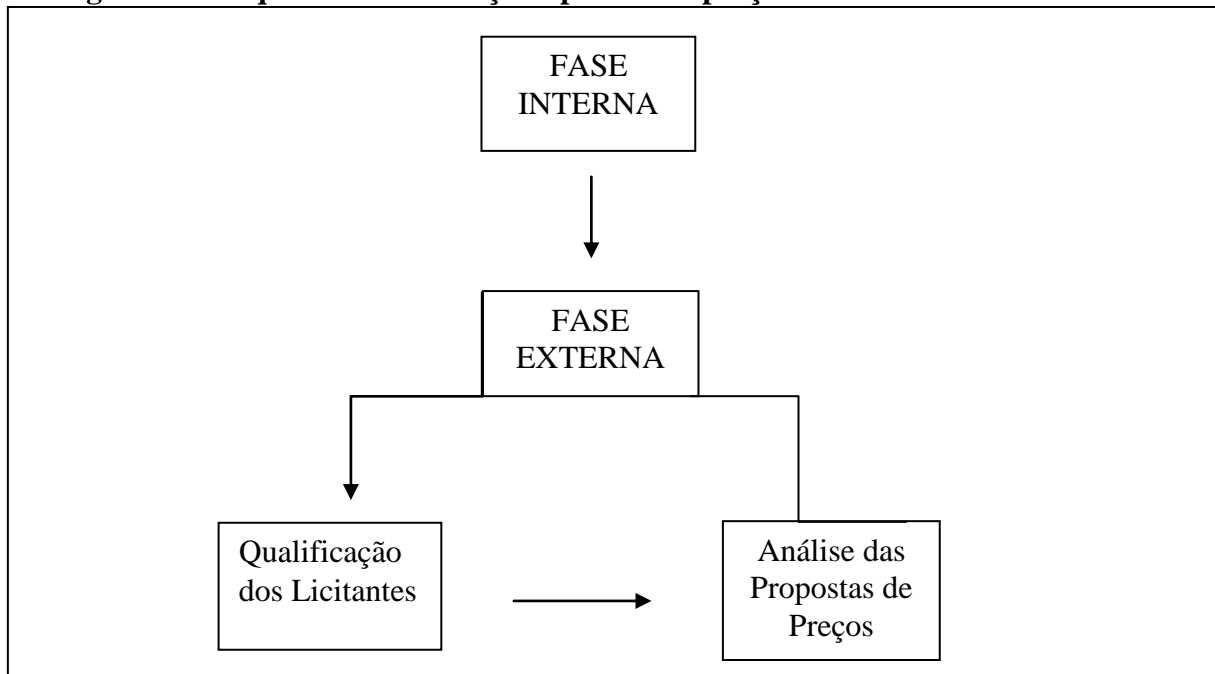 FASE
INTERNA
FASE
EXTERNA
Qualificação
dos Licitantes
Análise das
Propostas de
Preços